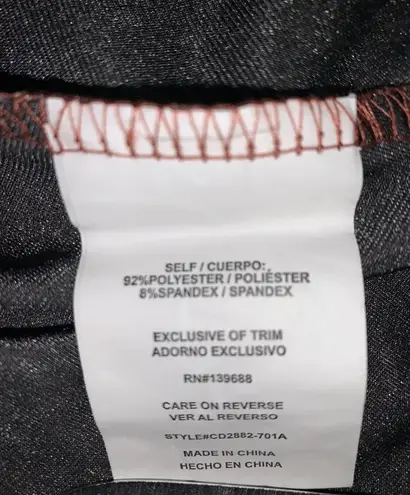 SELF / CUERPO:
92%POLYESTER / POLIÉSTER
8%SPANDEX / SPANDEX
EXCLUSIVE OF TRIM
ADORNO EXCLUSIVO
RN#139688
CARE ON REVERSE
VER AL REVERSO
STYLE#CD2882-701A
MADE IN CHINA
HECHO EN CHINA